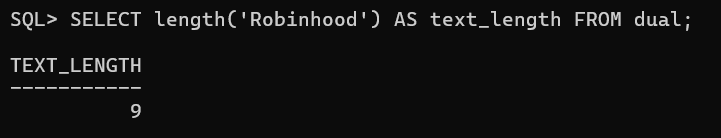 SQL> SELECT length('Robinhood') AS text_length FROM dual;
TEXT_LENGTH
-----------
9